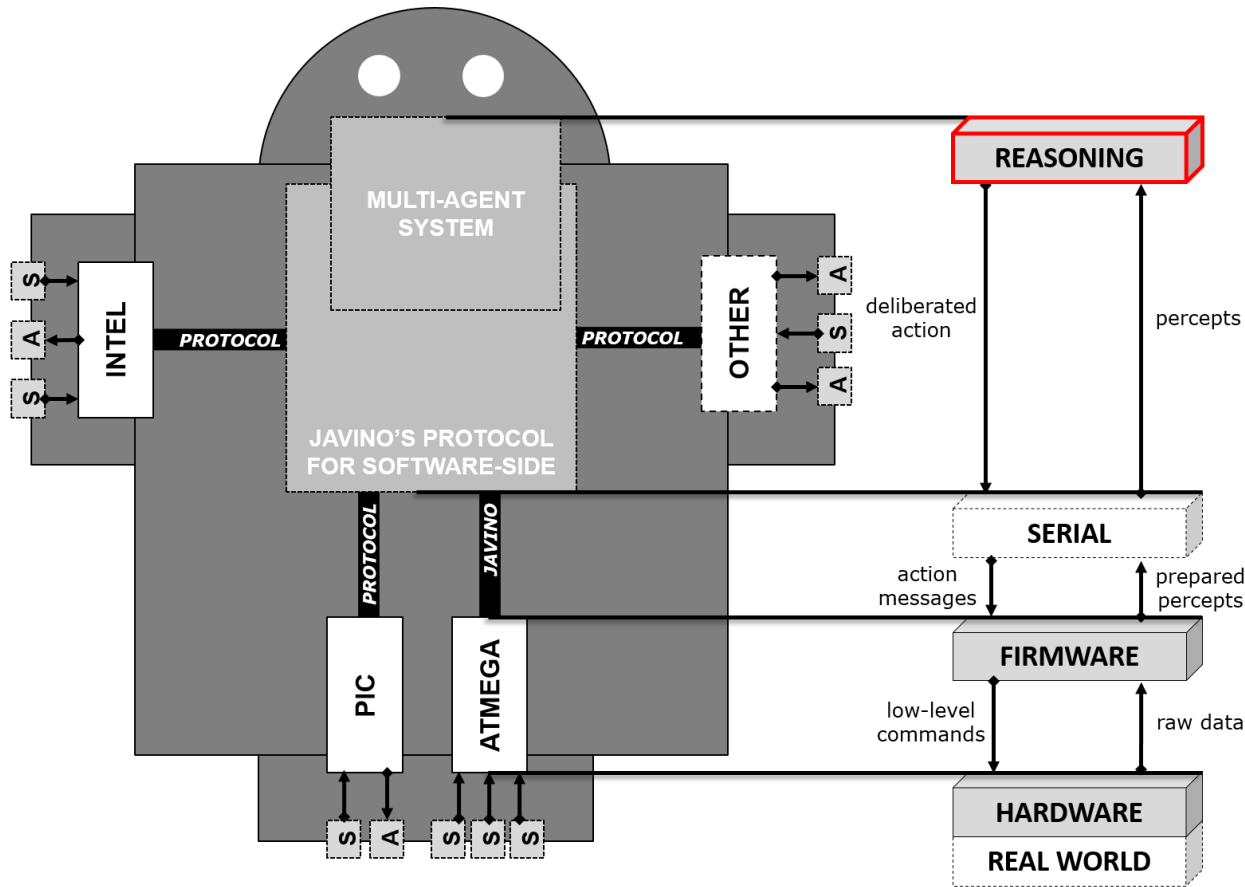 MULTI-AGENT
SYSTEM
JAVINO’S PROTOCOL
FOR SOFTWARE-SIDE
S
A
S
INTEL
PROTOCOL
PROTOCOL
OTHER
A
S
A
PROTOCOL
JAVINO
PIC
ATMEGA
S
A
S
S
S
REASONING
deliberated
action
percepts
SERIAL
action
messages
prepared
percepts
FIRMWARE
low-level
commands
raw data
HARDWARE
REAL WORLD